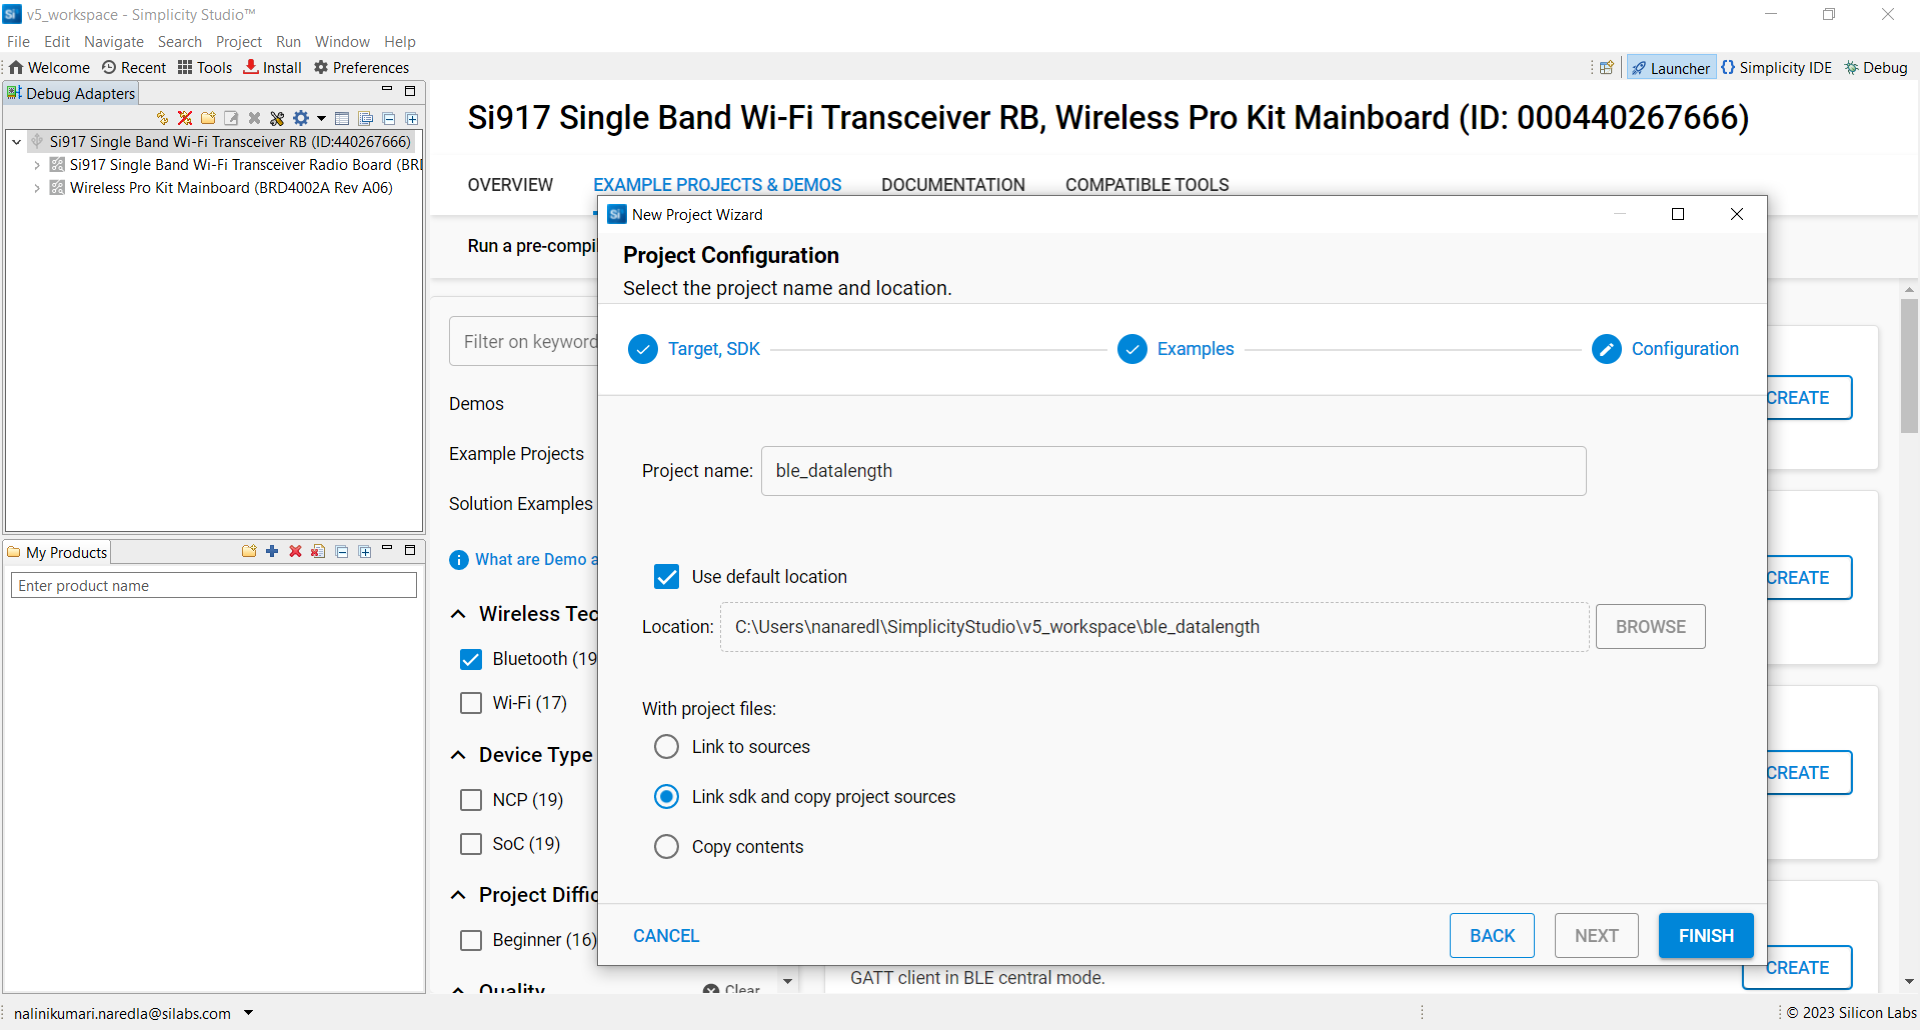 v5_workspace - Simplicity Studio™
File Edit Navigate Search Project Run Window Help
Welcome Recent Tools Install Preferences
Launcher Simplicity IDE Debug
Debug Adapters
Si917 Single Band Wi-Fi Transceiver RB (ID:440267666)
Si917 Single Band Wi-Fi Transceiver Radio Board (BRI
Wireless Pro Kit Mainboard (BRD4002A Rev A06)
My Products
Enter product name
Si917 Single Band Wi-Fi Transceiver RB, Wireless Pro Kit Mainboard (ID: 000440267666)
OVERVIEW EXAMPLE PROJECTS & DEMOS DOCUMENTATION COMPATIBLE TOOLS
Run a pre-compi
Filter on keyword
Demos
Example Projects
Solution Examples
What are Demo a
Wireless Tec
Bluetooth (19
Wi-Fi (17)
Device Type
NCP (19)
SoC (19)
Project Diffic
Beginner (16)
Quality
Clear
Si New Project Wizard
Project Configuration
Select the project name and location.
Target, SDK Examples Configuration
Project name: ble_datalength
Use default location
Location: C:\Users\nanaredl\SimplicityStudio\v5_workspace\ble_datalength BROWSE
With project files:
Link to sources
Link sdk and copy project sources
Copy contents
CANCEL BACK NEXT FINISH
CREATE
CREATE
CREATE
CREATE
GATT client in BLE central mode.
nalinikumari.naredla@silabs.com
© 2023 Silicon Labs